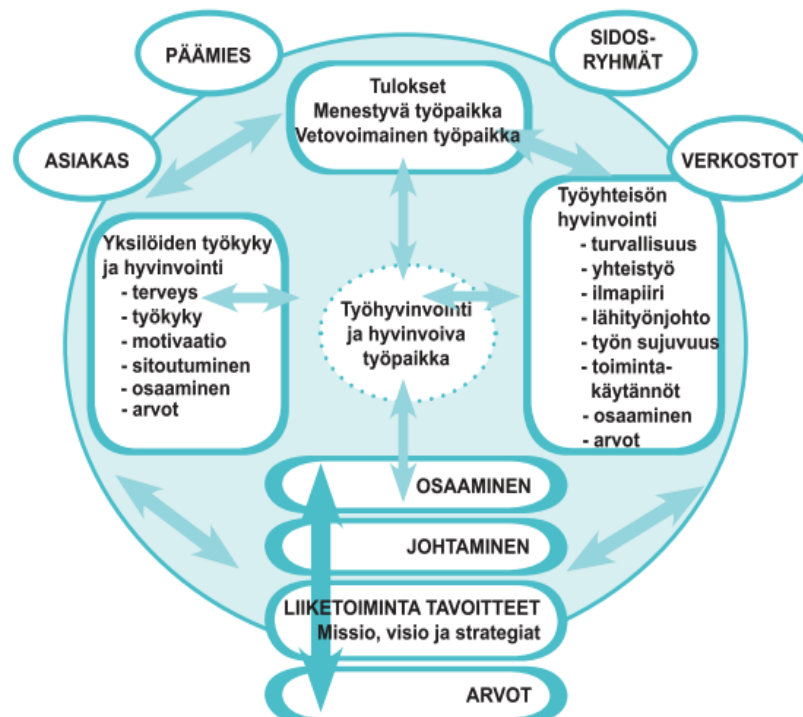 PÄÄMIES
SIDOS-
RYHMÄT
ASIAKAS
VERKOSTOT
Tulokset
Menestyvä työpaikka
Vetovoimainen työpaikka
Yksilöiden työkyky
ja hyvinvointi
- terveys
- työkyky
- motivaatio
- sitoutuminen
- osaaminen
- arvot
Työhyvinvointi
ja hyvinvoiva
työpaikka
Työyhteisön
hyvinvointi
- turvallisuus
- yhteistyö
- ilmapiiri
- lähityönjohto
- työn sujuvuus
- toiminta-
käytännöt
- osaaminen
- arvot
OSAAMINEN
JOHTAMINEN
LIIKETOIMINTA TAVOITTEET
Missio, visio ja strategiat
ARVOT